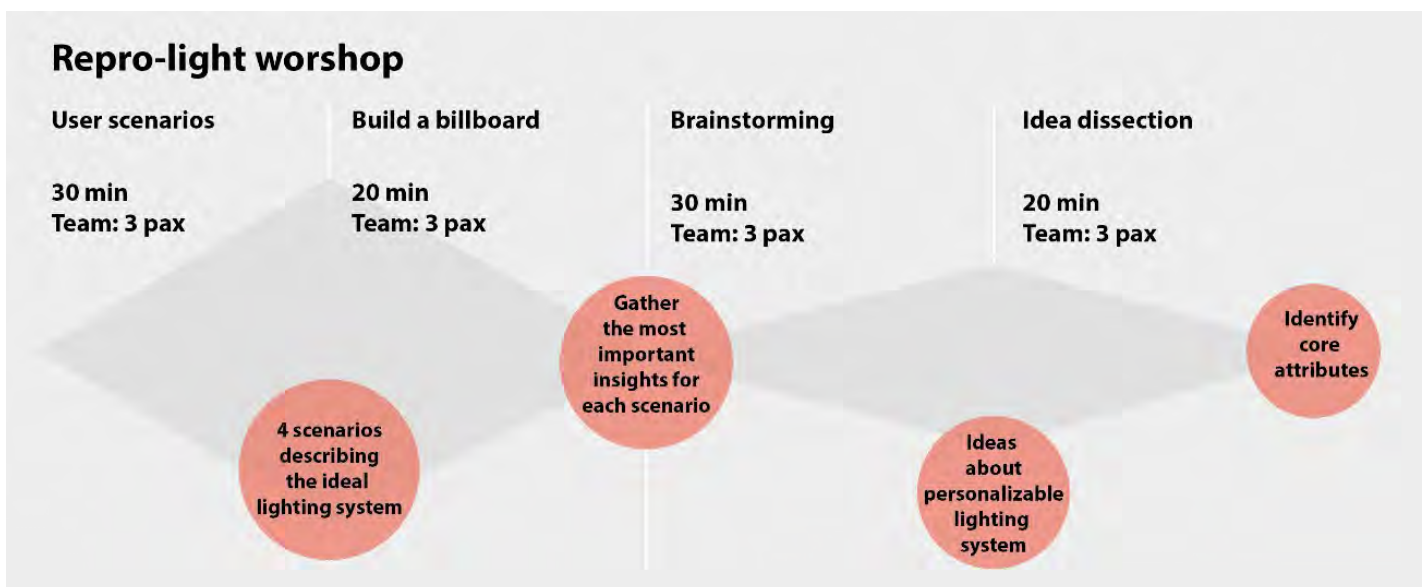 Repro-light worshop
User scenarios
30 min
Team: 3 pax
Build a billboard
20 min
Team: 3 pax
Brainstorming
30 min
Team: 3 pax
Idea dissection
20 min
Team: 3 pax
4 scenarios
describing
the ideal
lighting system
Gather
the most
important
insights for
each scenario
Ideas
about
personalizable
lighting
system
Identify
core
attributes